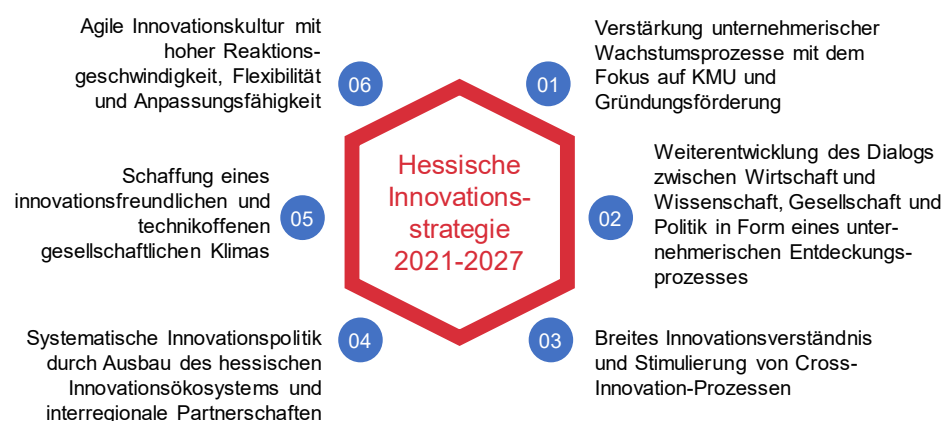 Hessische
Innovations-
strategie
2021-2027
01
Verstärkung unternehmerischer
Wachstumsprozesse mit dem
Fokus auf KMU und
Gründungsförderung
02
Weiterentwicklung des Dialogs
zwischen Wirtschaft und
Wissenschaft, Gesellschaft und
Politik in Form eines unter-
nehmerischen Entdeckungs-
prozesses
03
Breites Innovationsverständnis
und Stimulierung von Cross-
Innovation-Prozessen
04
Systematische Innovationspolitik
durch Ausbau des hessischen
Innovationsökosystems und
interregionale Partnerschaften
05
Schaffung eines
innovationsfreundlichen und
technikoffenen
gesellschaftlichen Klimas
06
Agile Innovationskultur mit
hoher Reaktions-
geschwindigkeit, Flexibilität
und Anpassungsfähigkeit